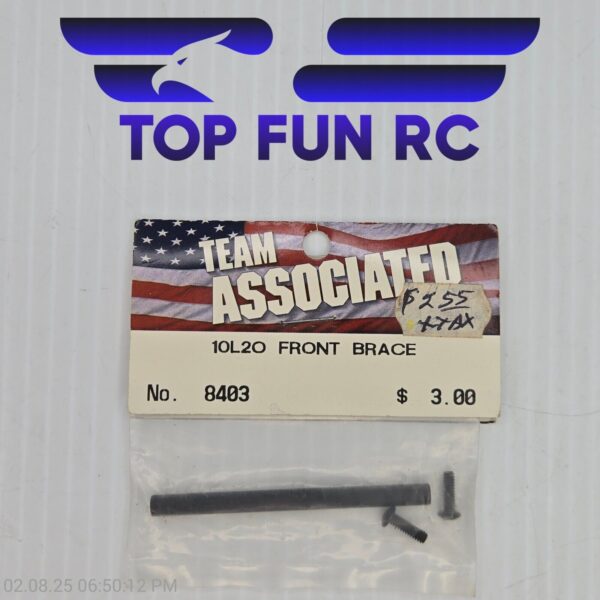 TOP FUN RC
TEAM
ASSOCIATED
$2.55
+TAX
10L20 FRONT BRACE
No. 8403 $ 3.00
02.08.25 06:50:12 PM